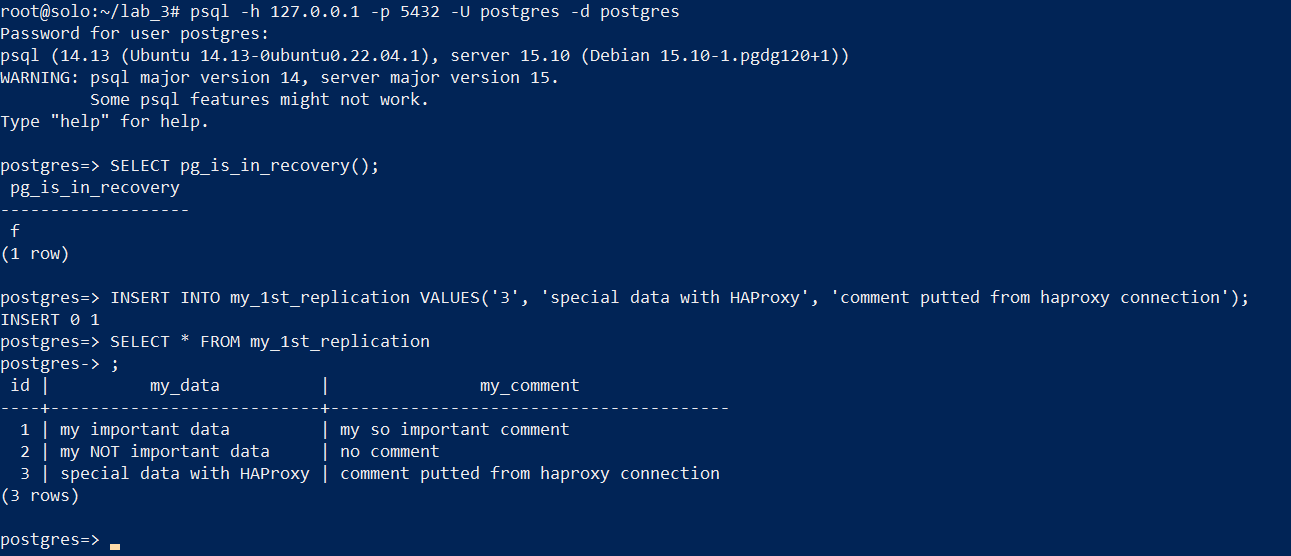 root@solo:~/lab_3# psql -h 127.0.0.1 -p 5432 -U postgres -d postgres
Password for user postgres:
psql (14.13 (Ubuntu 14.13-0ubuntu0.22.04.1), server 15.10 (Debian 15.10-1.pgdg120+1))
WARNING: psql major version 14, server major version 15.
         Some psql features might not work.
Type "help" for help.

postgres=> SELECT pg_is_in_recovery();
 pg_is_in_recovery
-------------------
 f
(1 row)

postgres=> INSERT INTO my_1st_replication VALUES('3', 'special data with HAProxy', 'comment putted from haproxy connection');
INSERT 0 1
postgres=> SELECT * FROM my_1st_replication
postgres-> ;
 id |          my_data          |               my_comment
----+---------------------------+----------------------------------------
  1 | my important data         | my so important comment
  2 | my NOT important data     | no comment
  3 | special data with HAProxy | comment putted from haproxy connection
(3 rows)

postgres=>